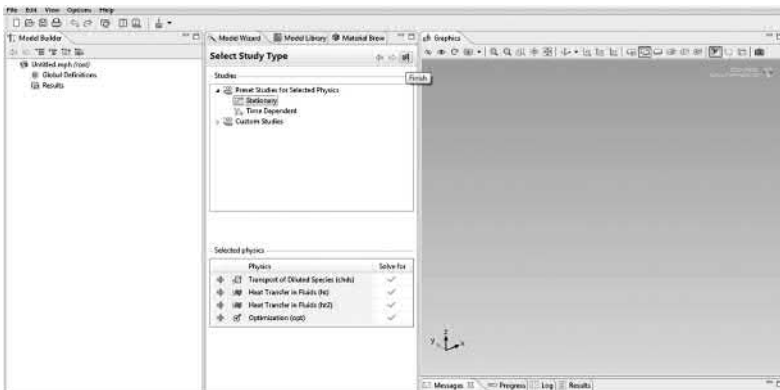 File Edit View Options Help
Model Builder
Untitled.mph (root)
Global Definitions
Results
Model Wizard Model Library Material Brow
Select Study Type
Finish
Studies
Preset Studies for Selected Physics
Stationary
Time Dependent
Custom Studies
Selected physics
Physics Solve for
Transport of Diluted Species (chds)
Heat Transfer in Fluids (ht)
Heat Transfer in Fluids (ht2)
Optimization (opt)
Graphics
z
y x
Messages Progress Log Results